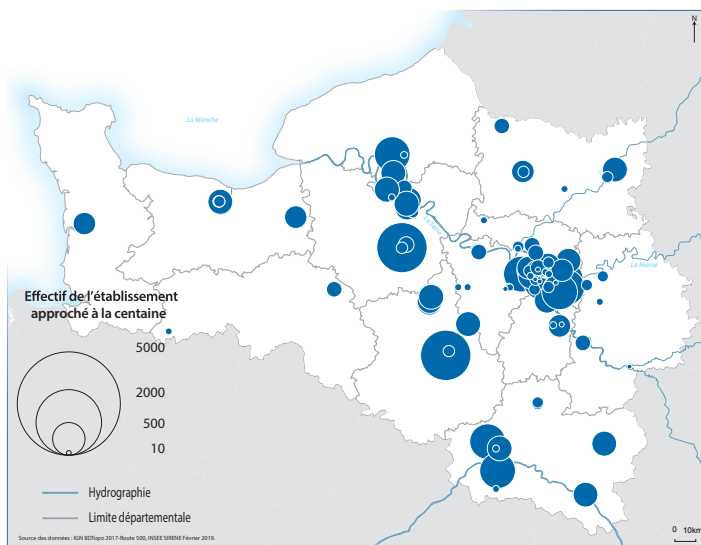 N
La Manche
La Seine
La Marne
Effectif de l'établissement
approché à la centaine
5000
2000
500
10
Hydrographie
Limite départementale
0 10km
Source des données : IGN BDTopo 2017-Route 500, INSEE SIRENE Février 2019.